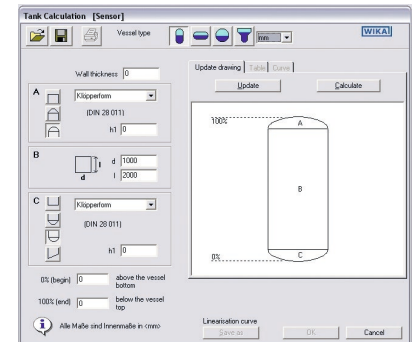 Tank Calculation [Sensor]
Vessel type
mm
WIKAI
Wall thickness 0
Update drawing Table Curve
Update Calculate
A
Klöpperform
(DIN 28 011)
h1 0
B
l
d
d 1000
l 2000
C
Klöpperform
(DIN 28 011)
h1 0
0% (begin) 0 above the vessel
bottom
100% (end) 0 below the vessel
top
Alle Maße sind Innenmaße in <mm>
100%
A
B
C
0%
Linearisation curve
Save as OK Cancel